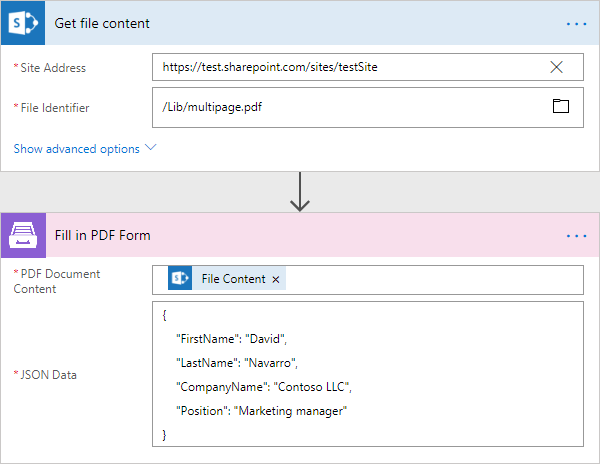 Get file content
* Site Address
https://test.sharepoint.com/sites/testSite
* File Identifier
/Lib/multipage.pdf
Show advanced options
Fill in PDF Form
* PDF Document
Content
File Content
* JSON Data
{
"FirstName": "David",
"LastName": "Navarro",
"CompanyName": "Contoso LLC",
"Position": "Marketing manager"
}